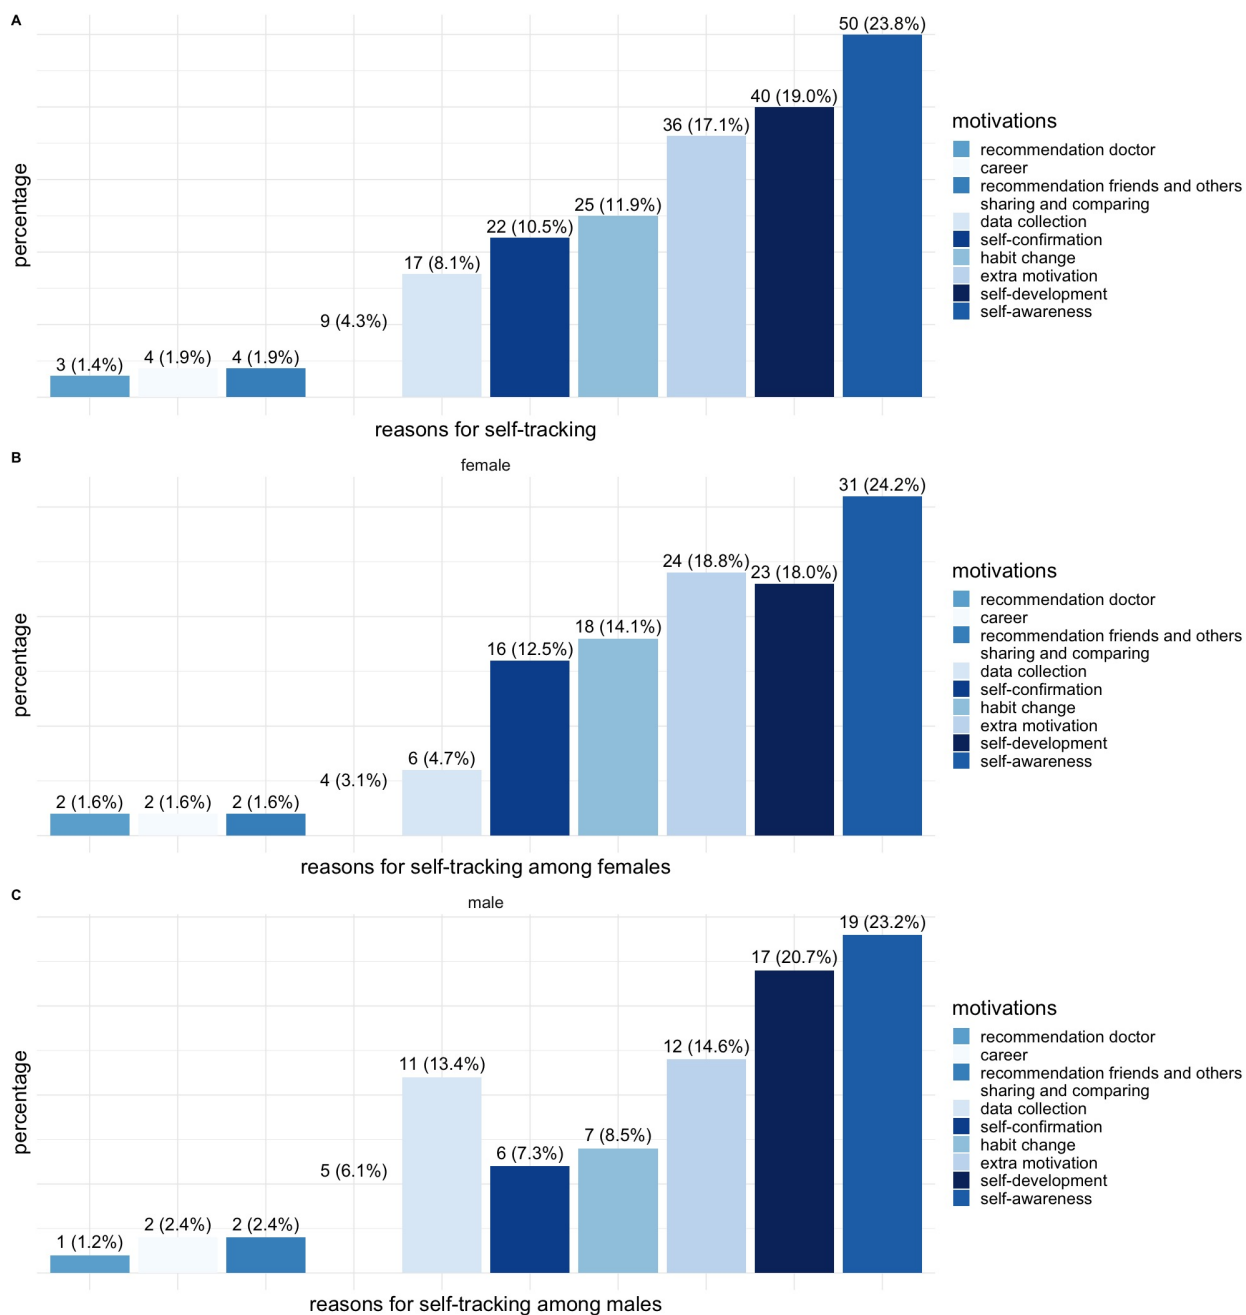 A
50 (23.8%)
40 (19.0%)
36 (17.1%)
25 (11.9%)
22 (10.5%)
17 (8.1%)
9 (4.3%)
4 (1.9%)
4 (1.9%)
3 (1.4%)
percentage
reasons for self-tracking
motivations
recommendation doctor
career
recommendation friends and others
sharing and comparing
data collection
self-confirmation
habit change
extra motivation
self-development
self-awareness
B
female
31 (24.2%)
24 (18.8%)
23 (18.0%)
18 (14.1%)
16 (12.5%)
6 (4.7%)
4 (3.1%)
2 (1.6%)
2 (1.6%)
2 (1.6%)
percentage
reasons for self-tracking among females
motivations
recommendation doctor
career
recommendation friends and others
sharing and comparing
data collection
self-confirmation
habit change
extra motivation
self-development
self-awareness
C
male
19 (23.2%)
17 (20.7%)
12 (14.6%)
11 (13.4%)
7 (8.5%)
6 (7.3%)
5 (6.1%)
2 (2.4%)
2 (2.4%)
1 (1.2%)
percentage
reasons for self-tracking among males
motivations
recommendation doctor
career
recommendation friends and others
sharing and comparing
data collection
self-confirmation
habit change
extra motivation
self-development
self-awareness